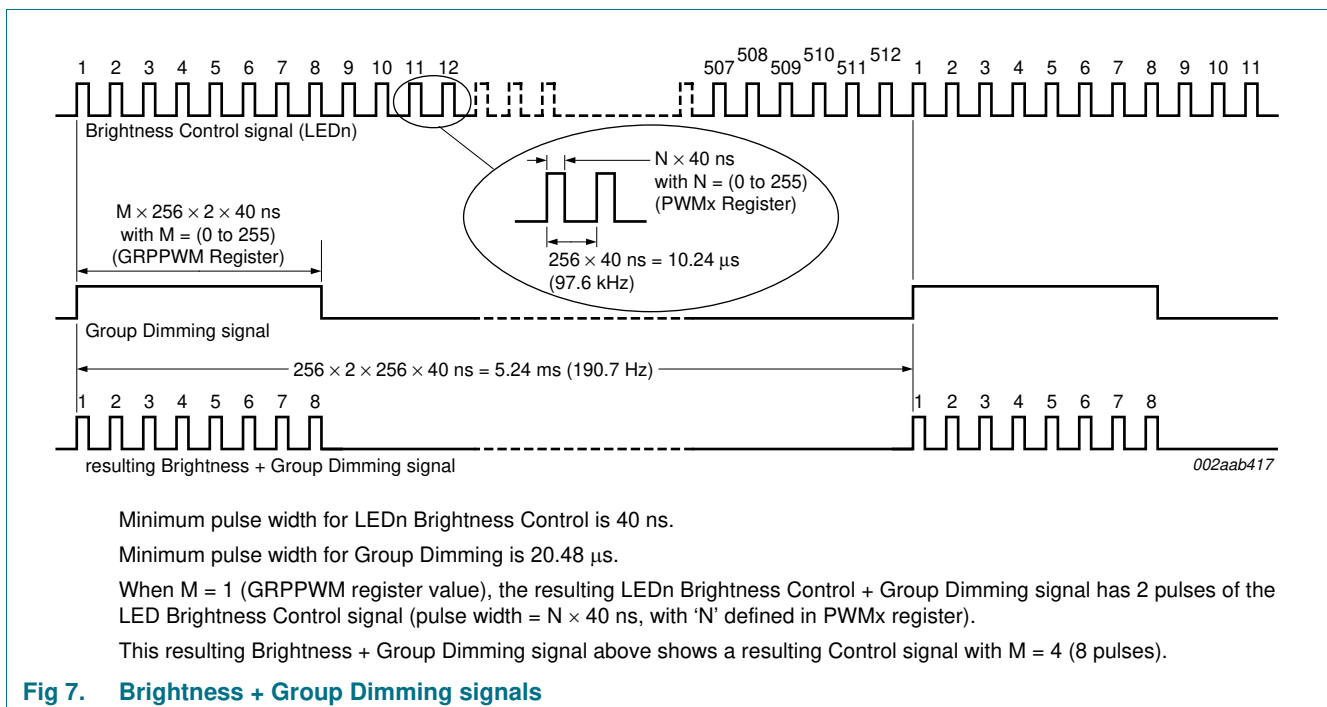 1 2 3 4 5 6 7 8 9 10 11 12 507 508 509 510 511 512 1 2 3 4 5 6 7 8 9 10 11
Brightness Control signal (LEDn)
N × 40 ns
with N = (0 to 255)
(PWMx Register)
M × 256 × 2 × 40 ns
with M = (0 to 255)
(GRPPWM Register)
256 × 40 ns = 10.24 μs
(97.6 kHz)
Group Dimming signal
256 × 2 × 256 × 40 ns = 5.24 ms (190.7 Hz)
1 2 3 4 5 6 7 8 1 2 3 4 5 6 7 8
resulting Brightness + Group Dimming signal
002aab417
Minimum pulse width for LEDn Brightness Control is 40 ns.
Minimum pulse width for Group Dimming is 20.48 μs.
When M = 1 (GRPPWM register value), the resulting LEDn Brightness Control + Group Dimming signal has 2 pulses of the
LED Brightness Control signal (pulse width = N × 40 ns, with ‘N’ defined in PWMx register).
This resulting Brightness + Group Dimming signal above shows a resulting Control signal with M = 4 (8 pulses).
Fig 7. Brightness + Group Dimming signals